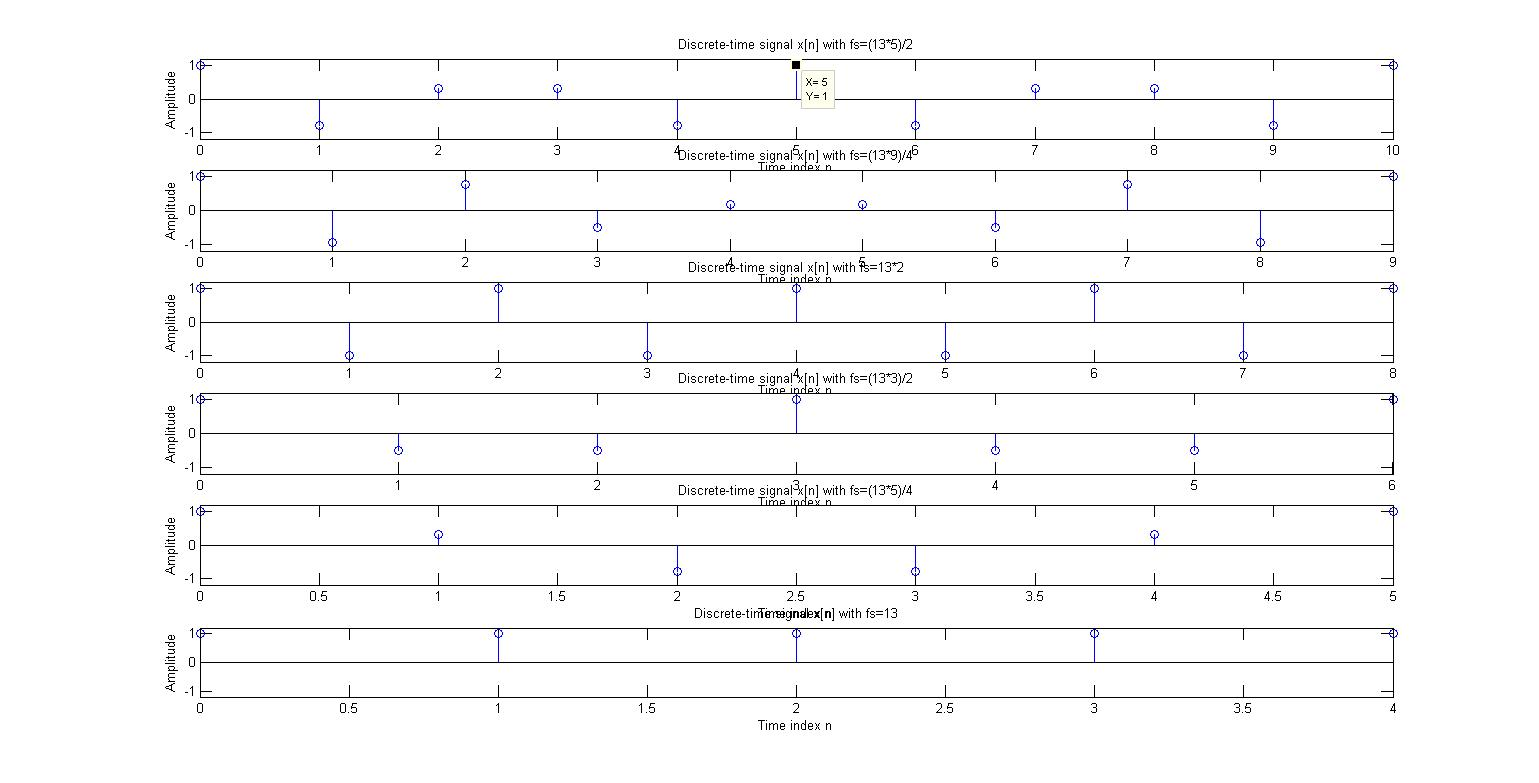 Discrete-time signal x[n] with fs=(13*5)/2
Amplitude
1
0
-1
X= 5
Y= 1
0 1 2 3 4 5 6 7 8 9 10
Time index n
Discrete-time signal x[n] with fs=(13*9)/4
Amplitude
1
0
-1
0 1 2 3 4 5 6 7 8 9
Time index n
Discrete-time signal x[n] with fs=13*2
Amplitude
1
0
-1
0 1 2 3 4 5 6 7 8
Time index n
Discrete-time signal x[n] with fs=(13*3)/2
Amplitude
1
0
-1
0 1 2 3 4 5 6
Time index n
Discrete-time signal x[n] with fs=(13*5)/4
Amplitude
1
0
-1
0 0.5 1 1.5 2 2.5 3 3.5 4 4.5 5
Time index n
Discrete-time signal x[n] with fs=13
Amplitude
1
0
-1
0 0.5 1 1.5 2 2.5 3 3.5 4
Time index n